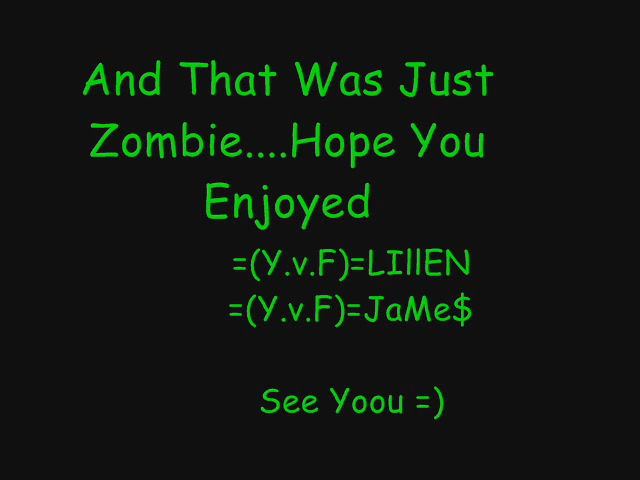 And That Was Just
Zombie....Hope You
Enjoyed
=(Y.v.F)=LIllEN
=(Y.v.F)=JaMe$
See Yoou =)